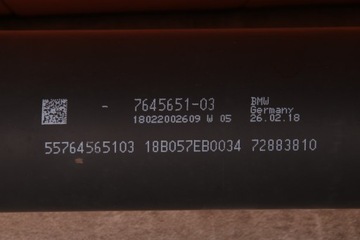 - 7645651-03 BMW
Germany
18022002609 W 05 26.02.18
55764565103 18B057EB0034 72883810